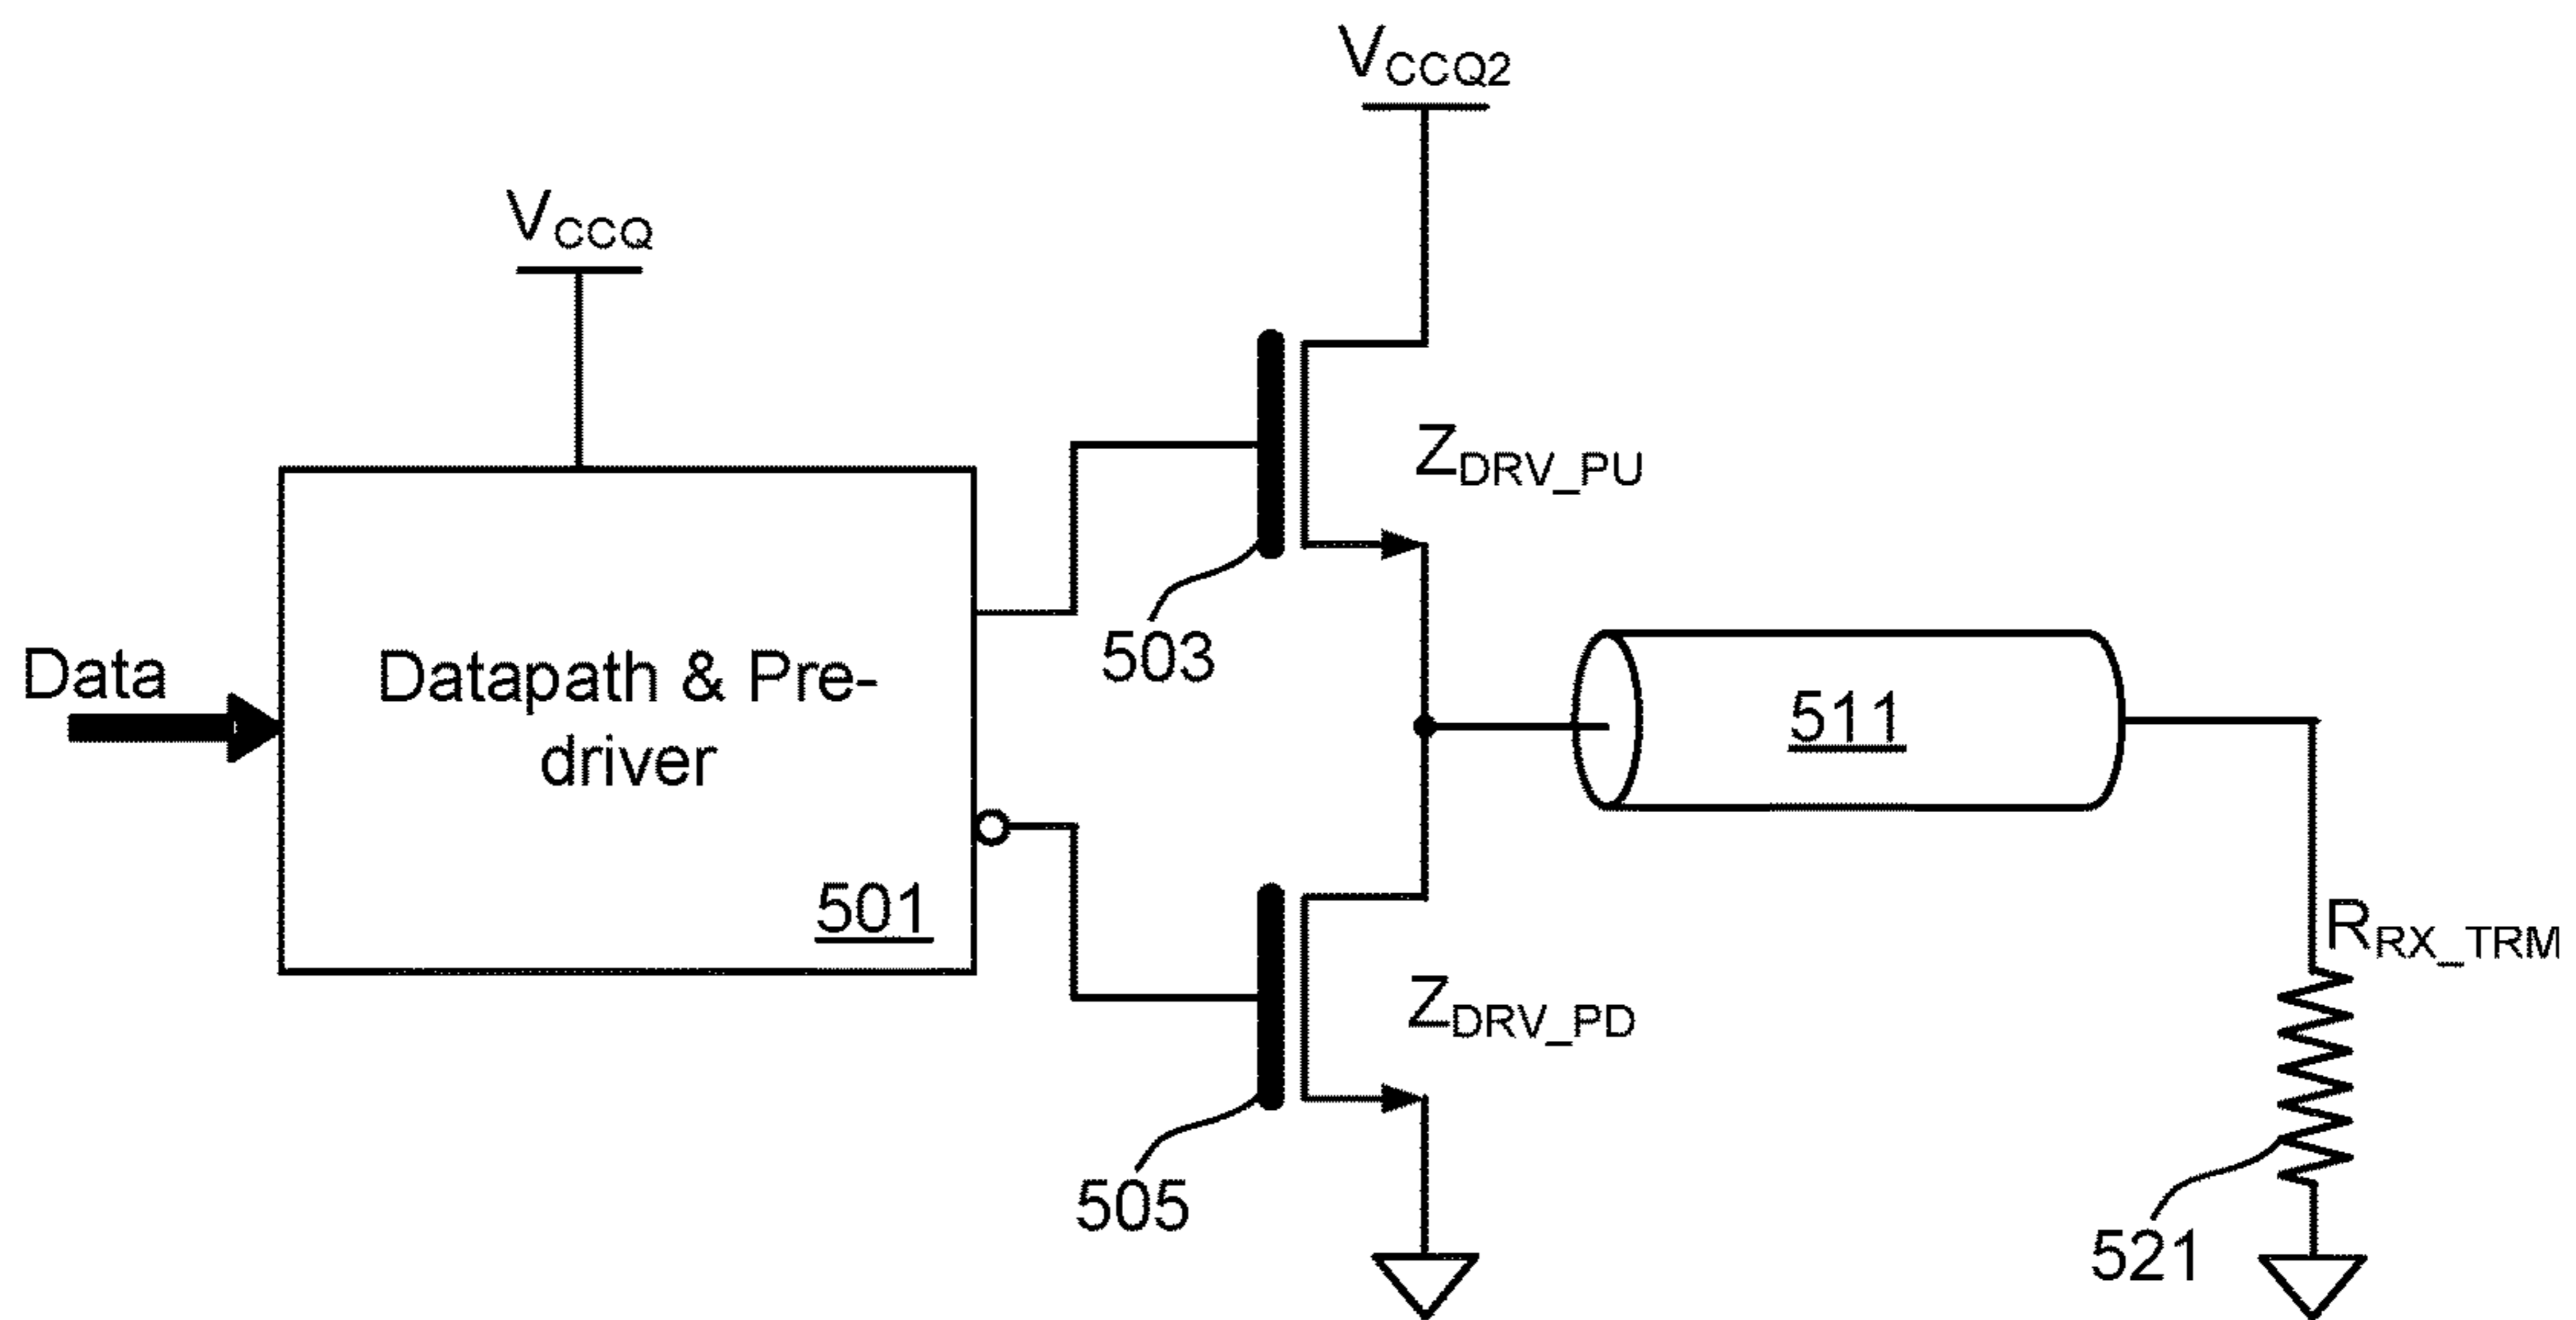 VCCQ2
VCCQ
ZDRV_PU
503
Data
Datapath & Pre-
driver
511
501
RRX_TRM
ZDRV_PD
505
521